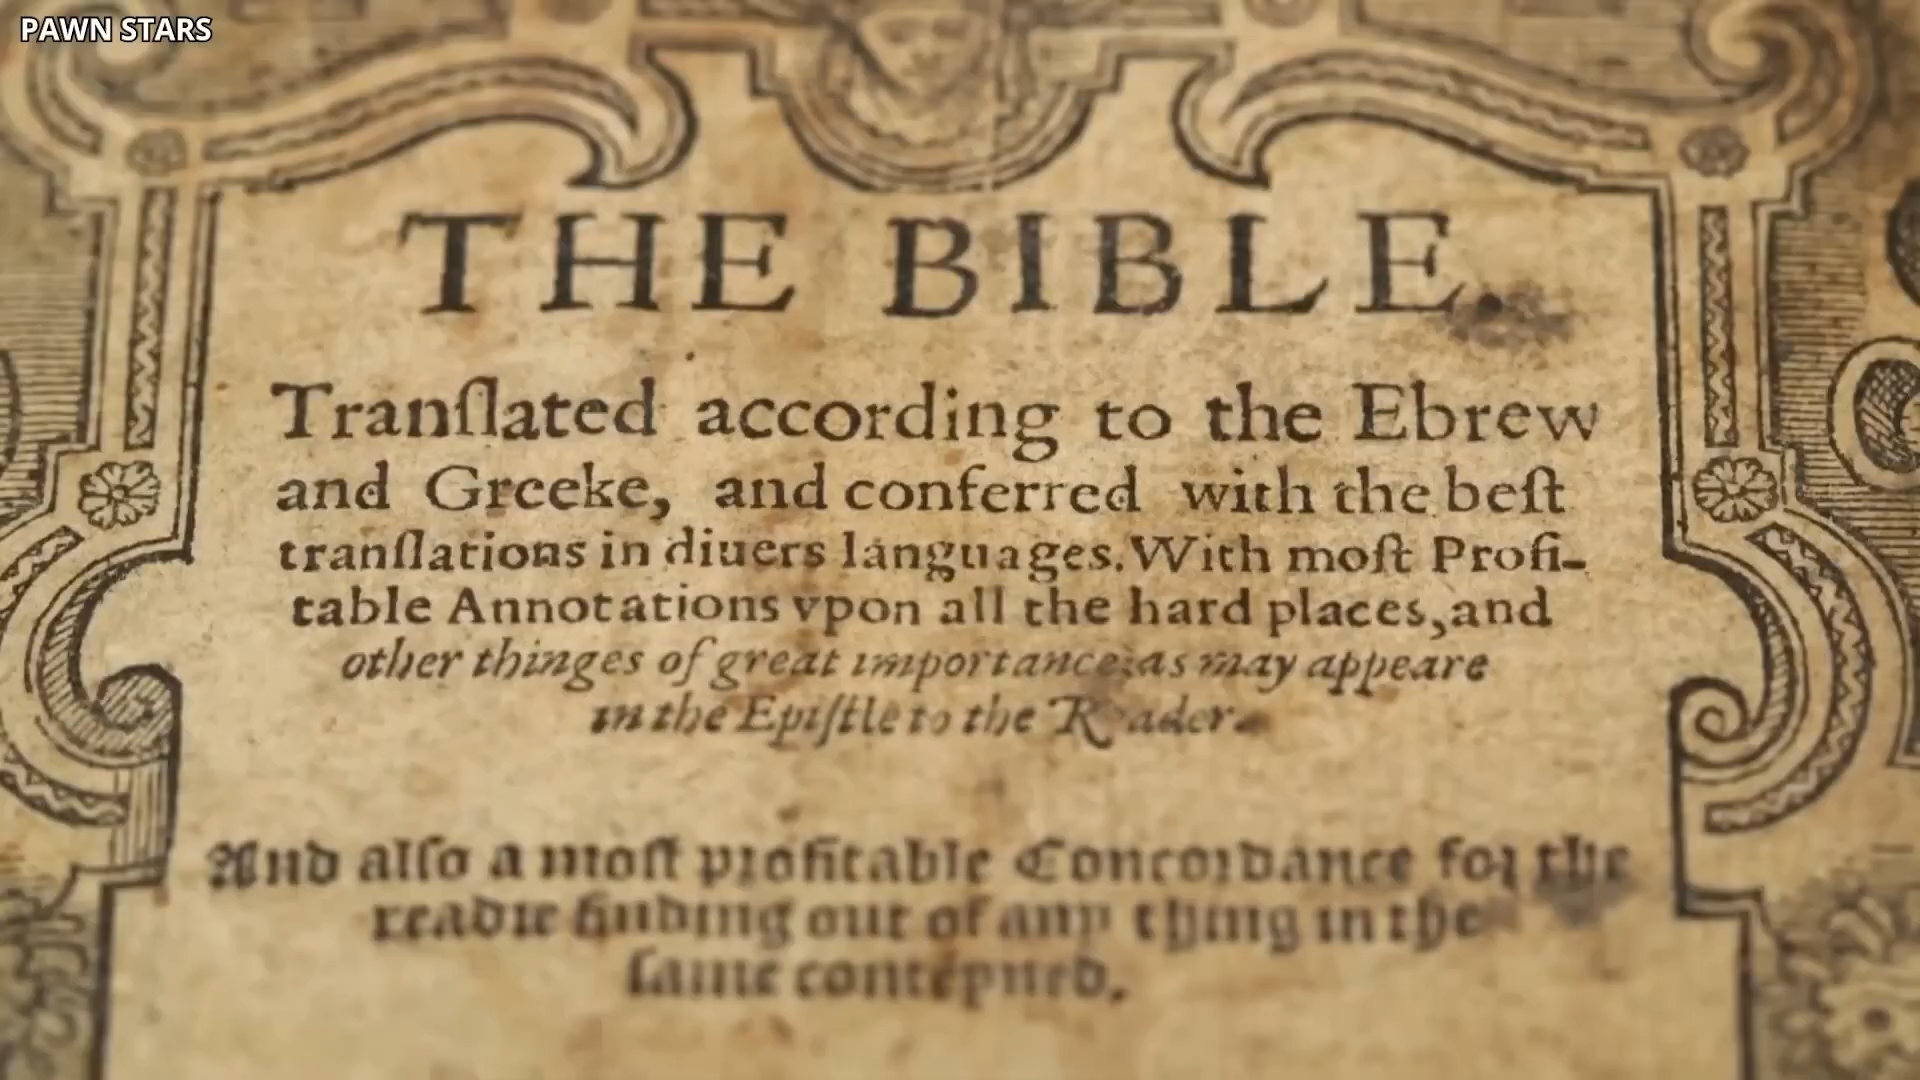 PAWN STARS
THE BIBLE.
Tranſlated according to the Ebrew
and Greeke, and conferred with the beſt
tranſlations in diuers languages. With moſt Profi-
table Annotations vpon all the hard places, and
other thinges of great importance: as may appeare
in the Epiſtle to the Reader.
And alſo a moſt profitable Concordance for the
readie finding out of any thing in the
ſame conteyned.